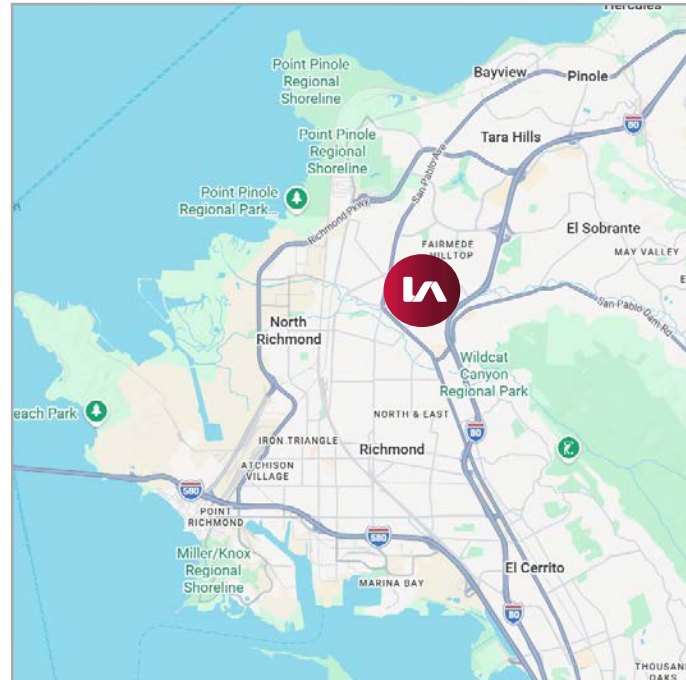 Hercules
Point Pinole
Regional
Shoreline
Bayview
Pinole
80
Tara Hills
Point Pinole
Regional
Shoreline
San Pablo Ave
Point Pinole
Regional Park...
Richmond Pkwy
El Sobrante
FAIRMEDE
HILLTOP
MAY VALLEY
E
San Pablo Dam Rd
North
Richmond
Wildcat
Canyon
Regional Park
each Park
NORTH & EAST
80
IRON TRIANGLE
Richmond
ATCHISON
VILLAGE
580
POINT
RICHMOND
580
Miller/Knox
Regional
Shoreline
El Cerrito
MARINA BAY
80
THOUSAN
OAKS